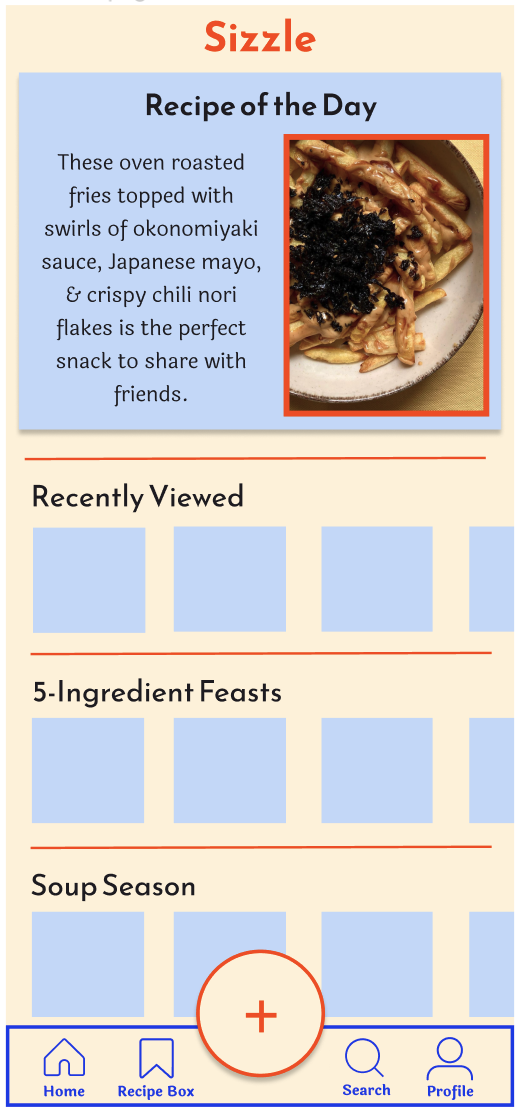 Sizzle
Recipe of the Day
These oven roasted
fries topped with
swirls of okonomiyaki
sauce, Japanese mayo,
& crispy chili nori
flakes is the perfect
snack to share with
friends.
Recently Viewed
5-Ingredient Feasts
Soup Season
+
Home
Recipe Box
Search
Profile